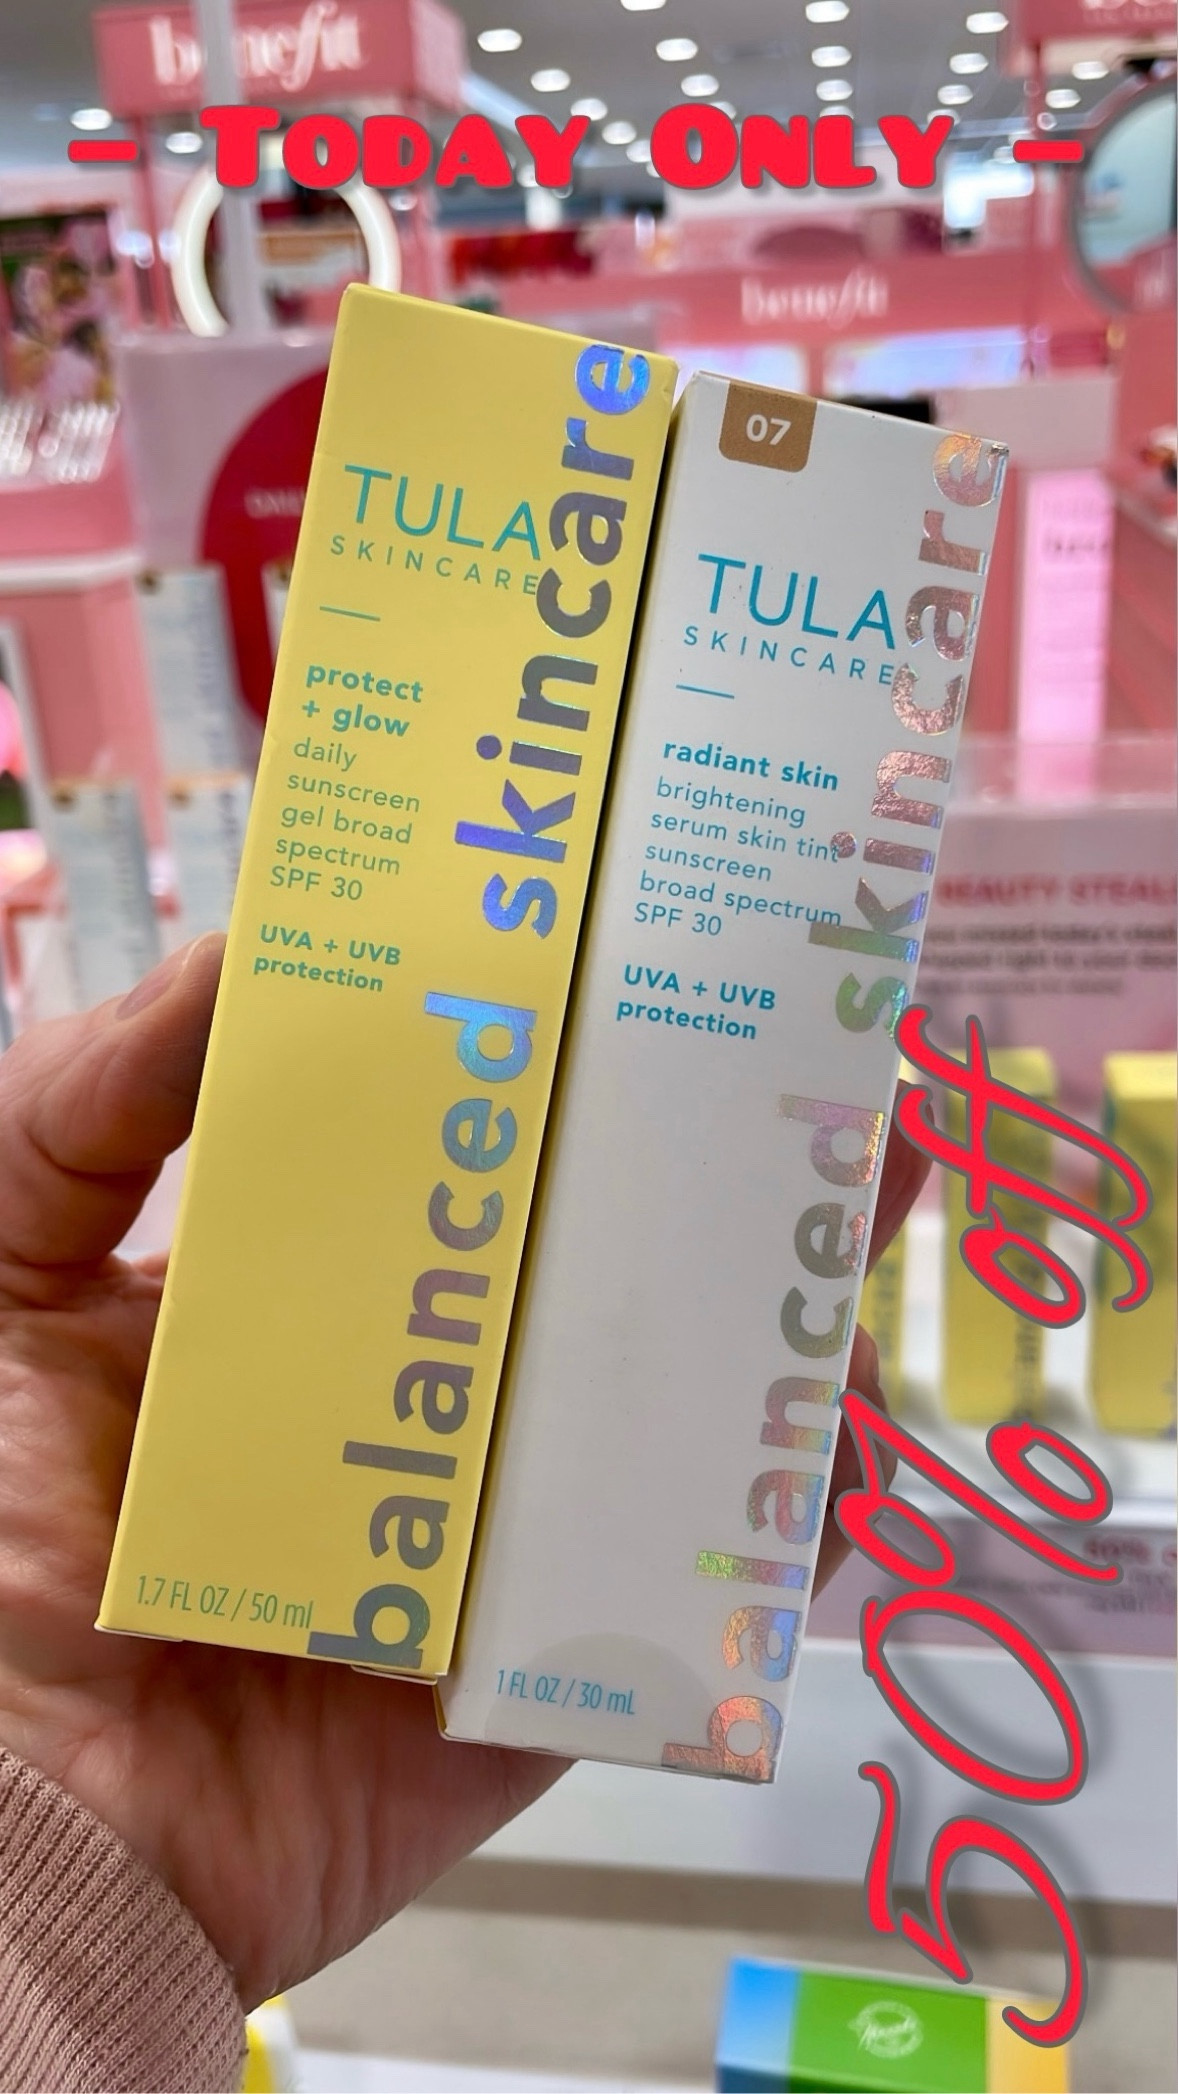 benefit
— TODAY ONLY —
benefit
TULA
SKINCARE
protect
+ glow
daily
sunscreen
gel broad
spectrum
SPF 30
UVA + UVB
protection
1.7 FL OZ / 50 ml
balanced skincare
07
TULA
SKINCARE
radiant skin
brightening
serum skin tint
sunscreen
broad spectrum
SPF 30
UVA + UVB
protection
1 FL OZ / 30 mL
balanced skincare
BEAUTY STEALS
50% off